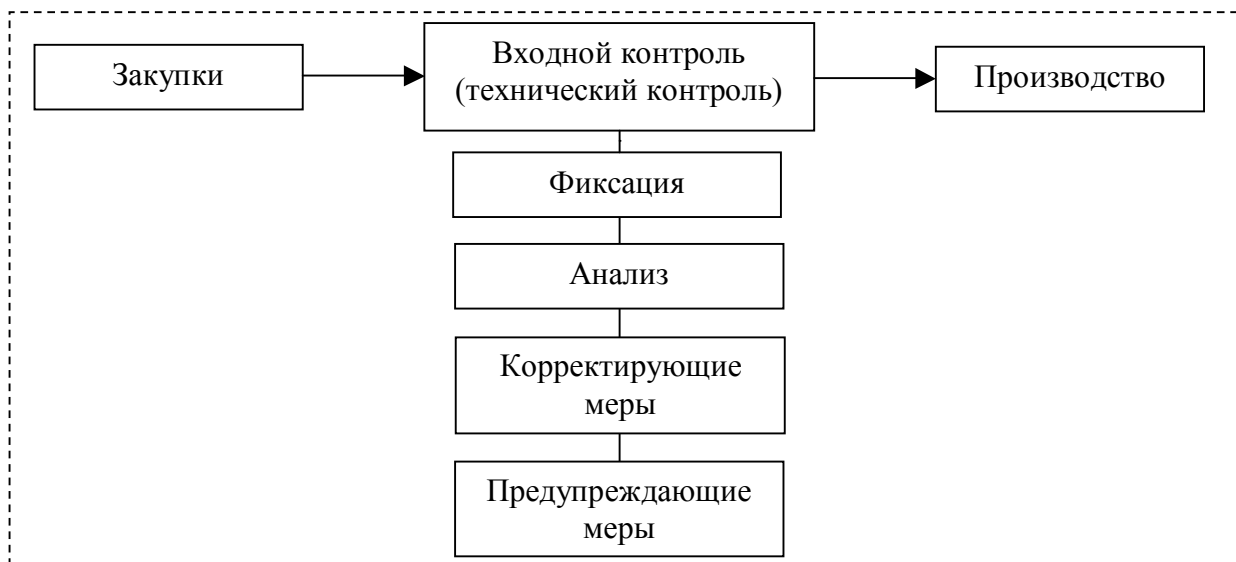 Закупки
Входной контроль
(технический контроль)
Производство
Фиксация
Анализ
Корректирующие
меры
Предупреждающие
меры